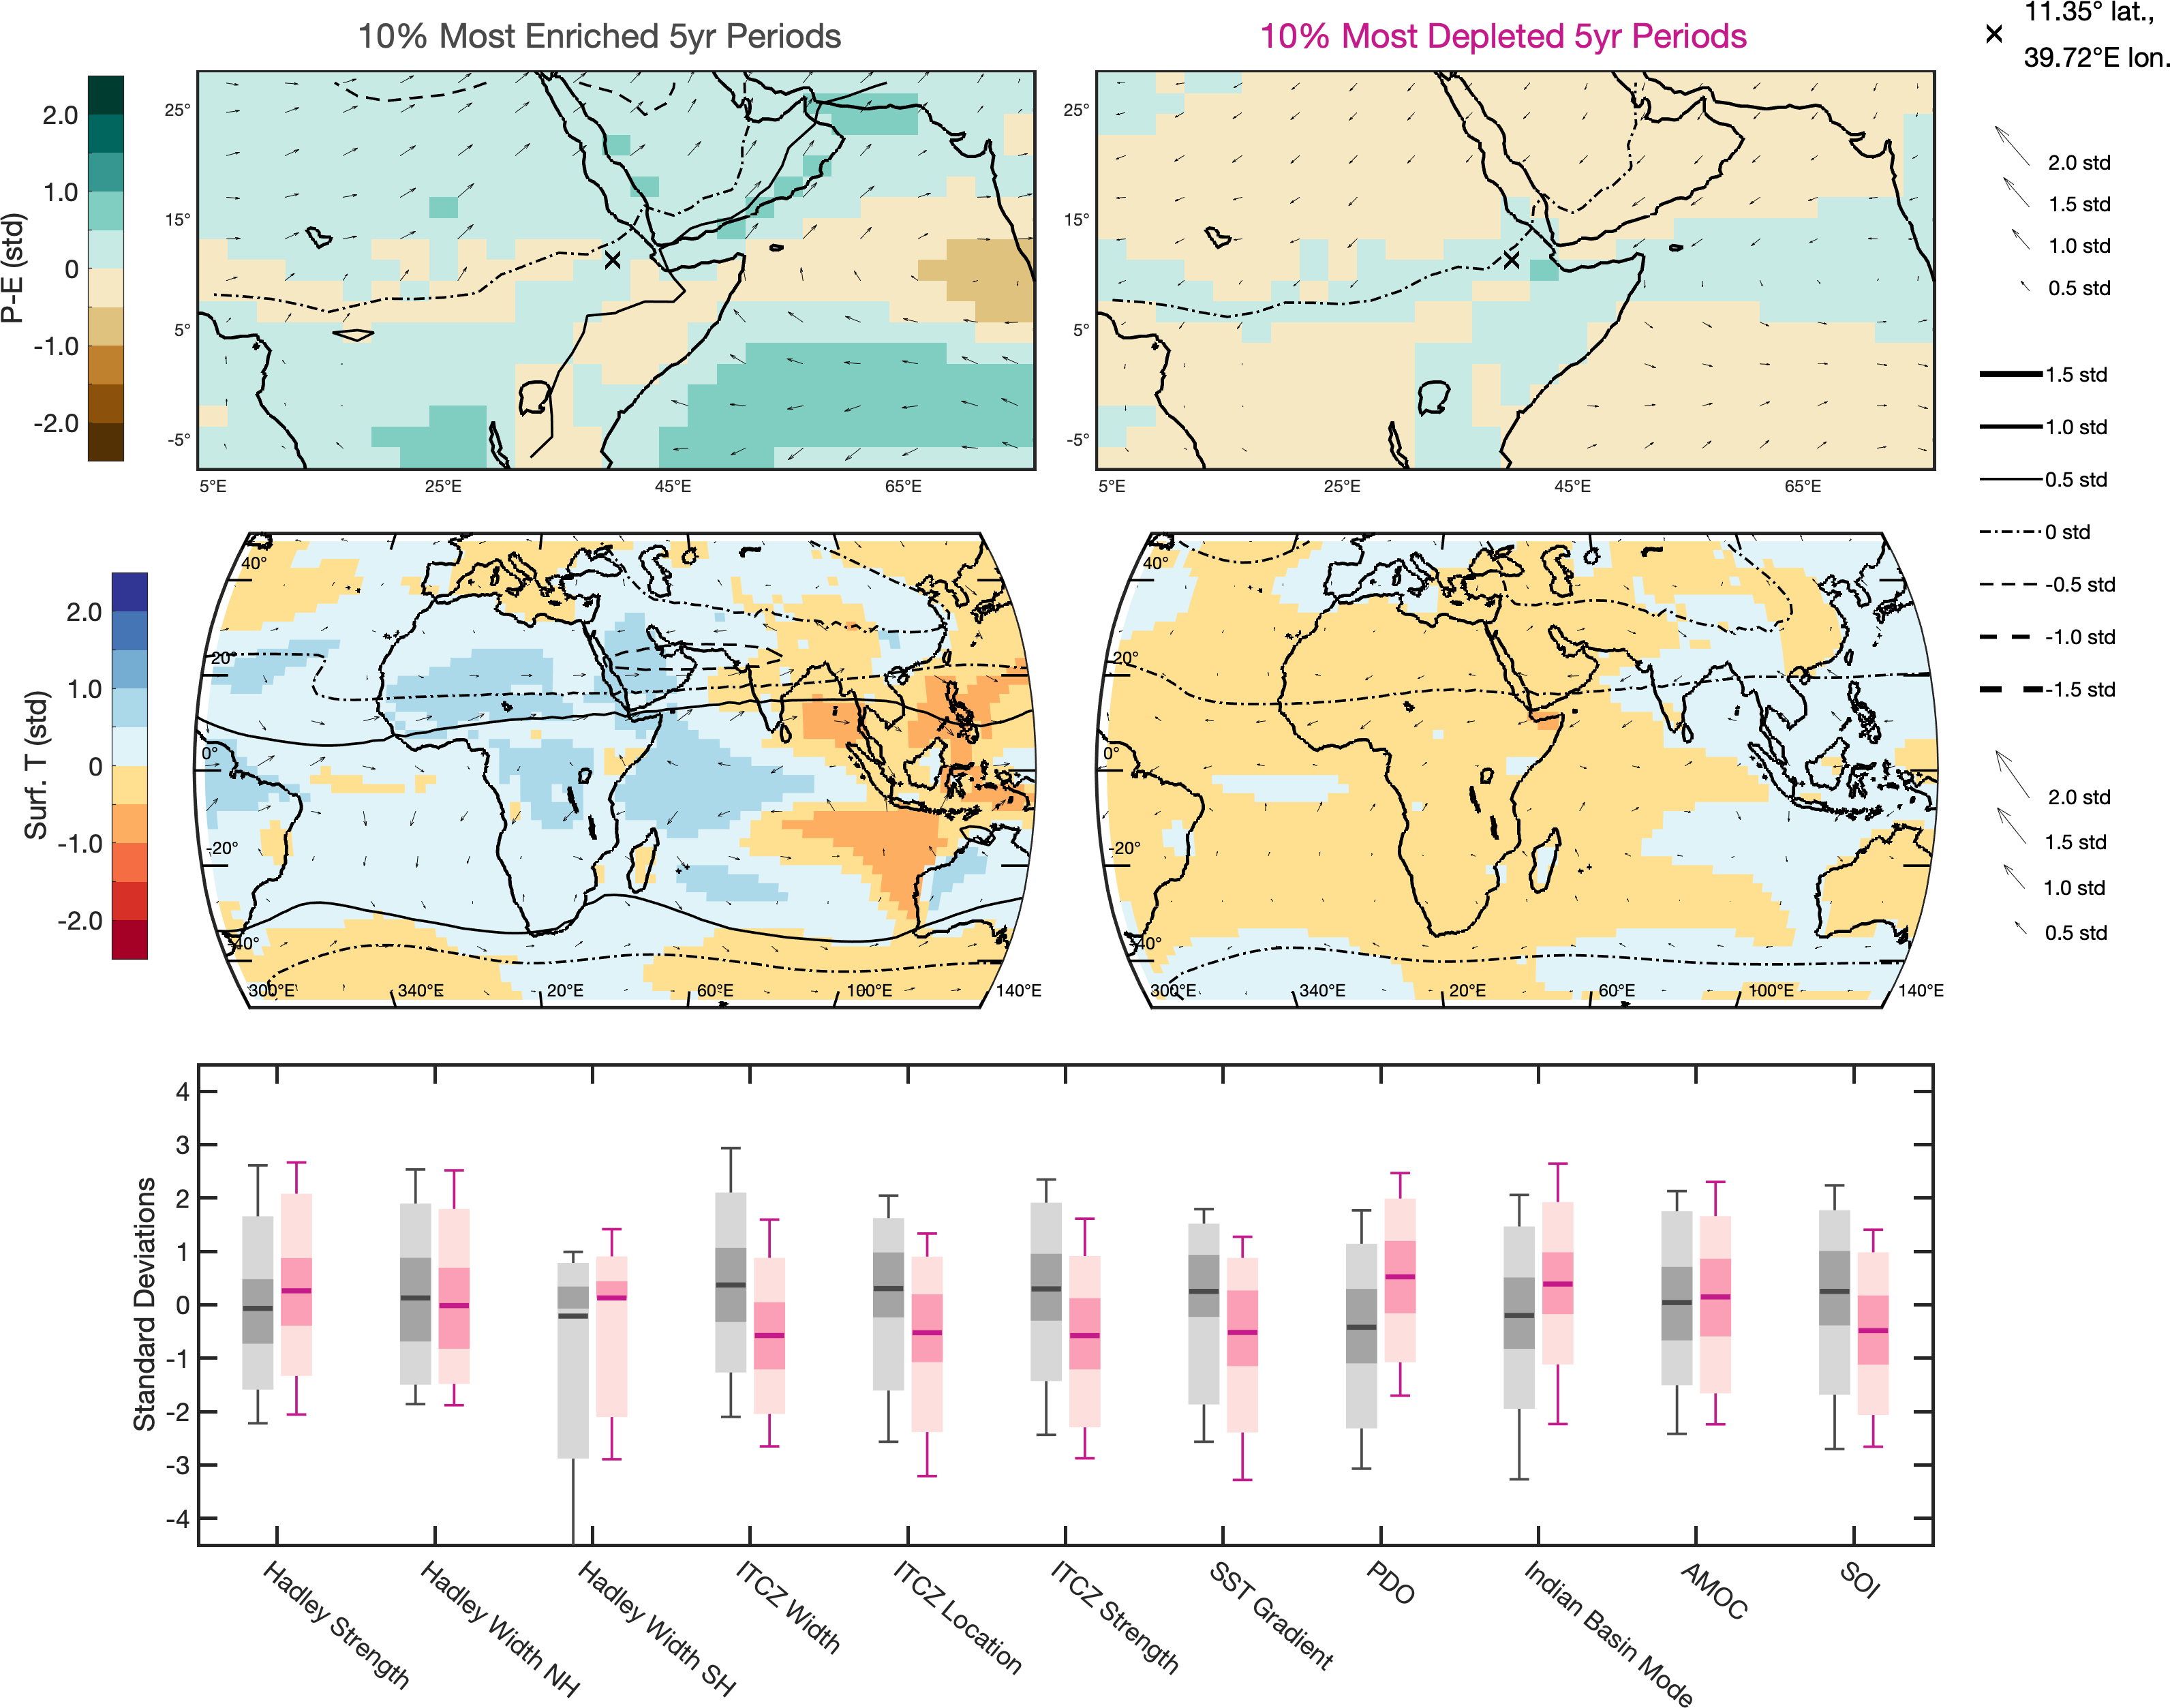 10% Most Enriched 5yr Periods
10% Most Depleted 5yr Periods
11.35° lat.,
39.72°E lon.
P-E (std)
2.0
1.0
0
-1.0
-2.0
25°
15°
5°
-5°
5°E
25°E
45°E
65°E
25°
15°
5°
-5°
5°E
25°E
45°E
65°E
2.0 std
1.5 std
1.0 std
0.5 std
1.5 std
1.0 std
0.5 std
0 std
-0.5 std
-1.0 std
-1.5 std
Surf. T (std)
2.0
1.0
0
-1.0
-2.0
40°
20°
0°
-20°
-40°
300°E
340°E
20°E
60°E
100°E
140°E
40°
20°
0°
-20°
-40°
300°E
340°E
20°E
60°E
100°E
140°E
2.0 std
1.5 std
1.0 std
0.5 std
Standard Deviations
4
3
2
1
0
-1
-2
-3
-4
Hadley Strength
Hadley Width NH
Hadley Width SH
ITCZ Width
ITCZ Location
ITCZ Strength
SST Gradient
PDO
Indian Basin Mode
AMOC
SOI